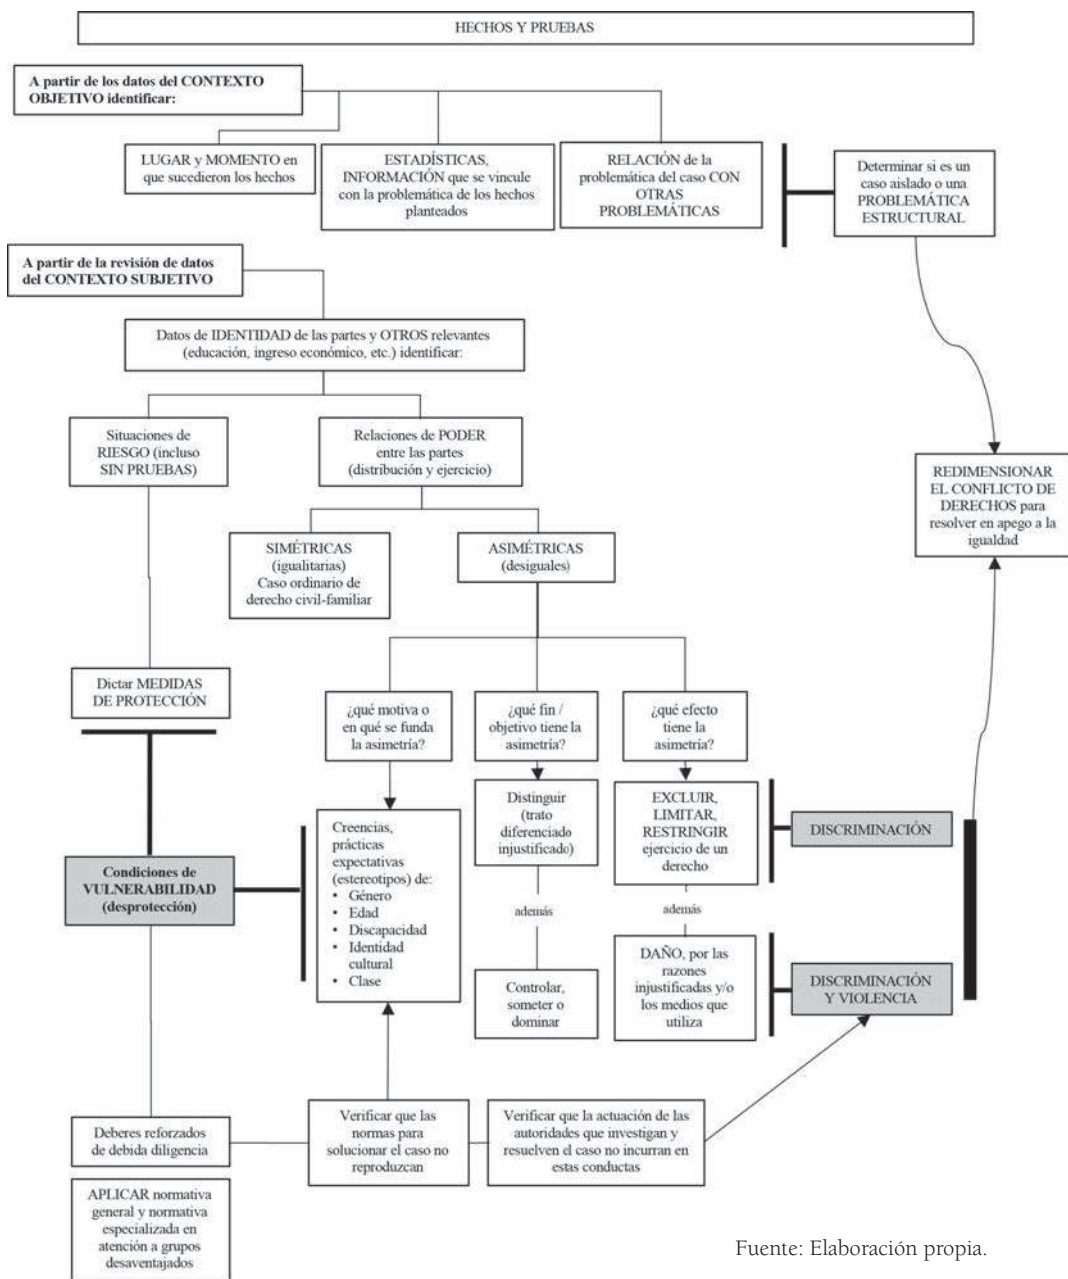 HECHOS Y PRUEBAS
A partir de los datos del CONTEXTO
OBJETIVO identificar:
LUGAR y MOMENTO en
que sucedieron los hechos
ESTADÍSTICAS,
INFORMACIÓN que se vincule
con la problemática de los hechos
planteados
RELACIÓN de la
problemática del caso CON
OTRAS
PROBLEMÁTICAS
Determinar si es un
caso aislado o una
PROBLEMÁTICA
ESTRUCTURAL
A partir de la revisión de datos
del CONTEXTO SUBJETIVO
Datos de IDENTIDAD de las partes y OTROS relevantes
(educación, ingreso económico, etc.) identificar:
Situaciones de
RIESGO (incluso
SIN PRUEBAS)
Relaciones de PODER
entre las partes
(distribución y ejercicio)
REDIMENSIONAR
EL CONFLICTO DE
DERECHOS para
resolver en apego a la
igualdad
SIMÉTRICAS
(igualitarias)
Caso ordinario de
derecho civil-familiar
ASIMÉTRICAS
(desiguales)
Dictar MEDIDAS
DE PROTECCIÓN
¿qué motiva o
en qué se funda
la asimetría?
¿qué fin /
objetivo tiene la
asimetría?
¿qué efecto
tiene la
asimetría?
Creencias,
prácticas
expectativas
(estereotipos) de:
• Género
• Edad
• Discapacidad
• Identidad
cultural
• Clase
Distinguir
(trato
diferenciado
injustificado)
EXCLUIR,
LIMITAR,
RESTRINGIR
ejercicio de un
derecho
DISCRIMINACIÓN
Condiciones de
VULNERABILIDAD
(desprotección)
además
además
Controlar,
someter o
dominar
DAÑO, por las
razones
injustificadas y/o
los medios que
utiliza
DISCRIMINACIÓN
Y VIOLENCIA
Deberes reforzados
de debida diligencia
Verificar que las
normas para
solucionar el caso no
reproduzcan
Verificar que la actuación de las
autoridades que investigan y
resuelven el caso no incurran en
estas conductas
APLICAR normativa
general y normativa
especializada en
atención a grupos
desaventajados
Fuente: Elaboración propia.